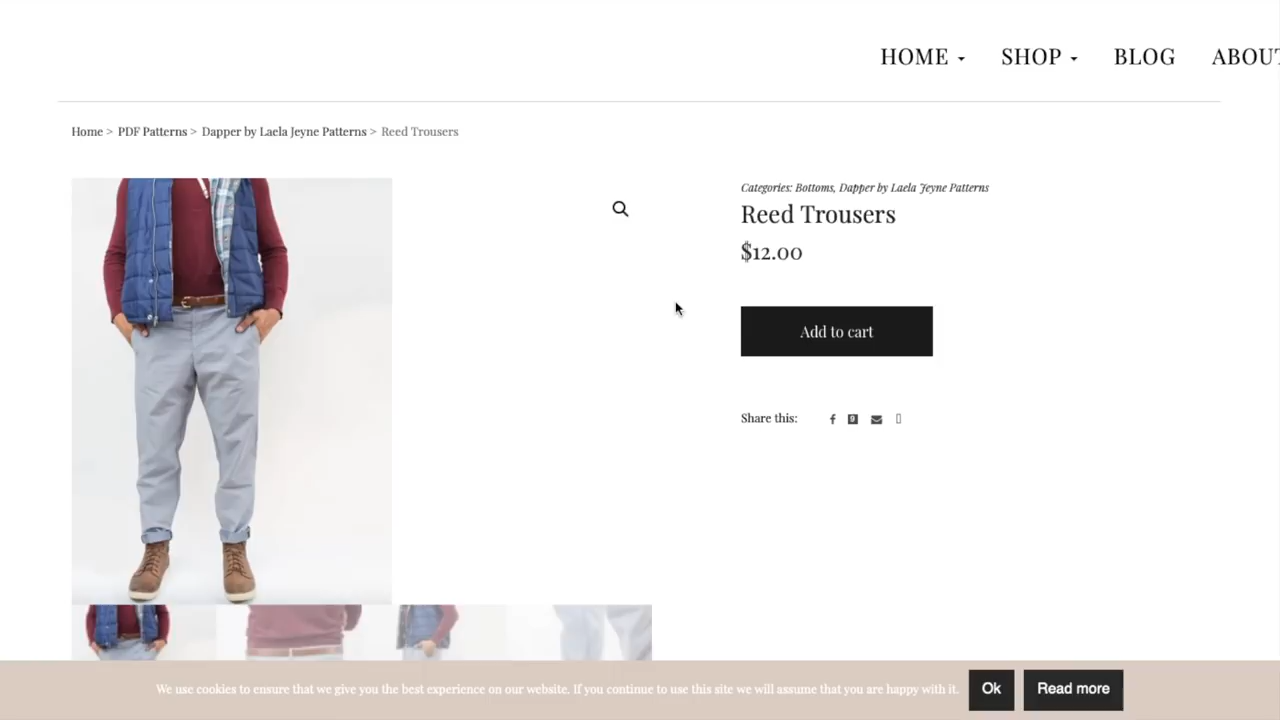 HOME SHOP BLOG ABOUT
Home > PDF Patterns > Dapper by Laela Jeyne Patterns > Reed Trousers
Categories: Bottoms, Dapper by Laela Jeyne Patterns
Reed Trousers
$12.00
Add to cart
Share this:
We use cookies to ensure that we give you the best experience on our website. If you continue to use this site we will assume that you are happy with it. Ok Read more